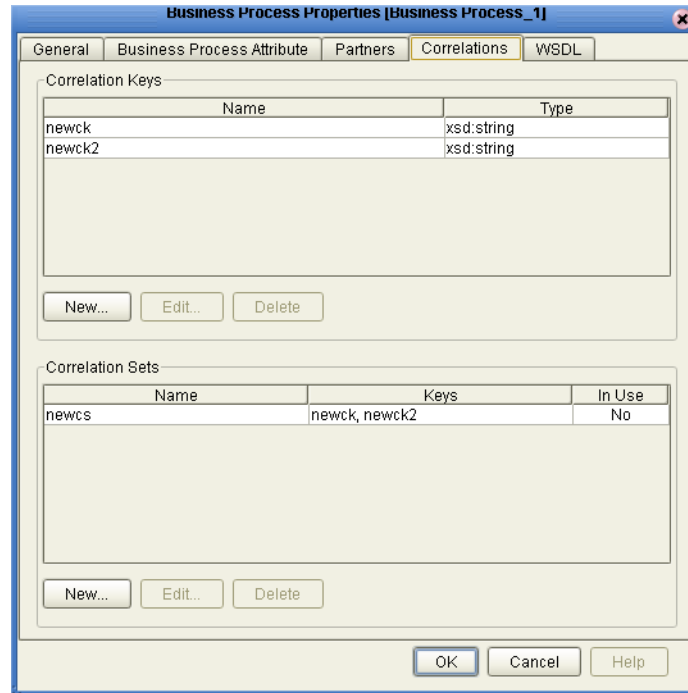 Business Process Properties [Business Process_1]
General Business Process Attribute Partners Correlations WSDL
Correlation Keys
Name Type
newck xsd:string
newck2 xsd:string
New... Edit... Delete
Correlation Sets
Name Keys In Use
newcs newck, newck2 No
New... Edit... Delete
OK Cancel Help